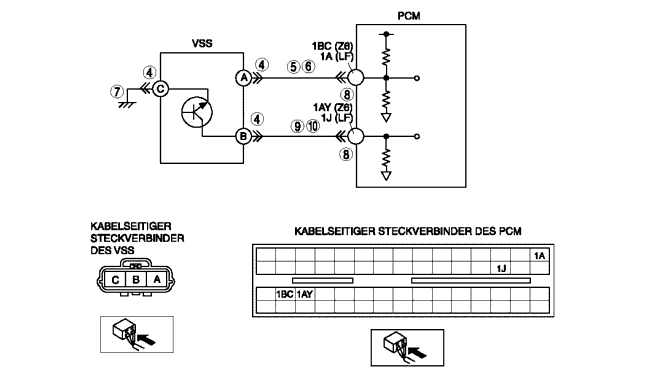 PCM
VSS
1BC (Z6)
1A (LF)
④ ④ A ⑤ ⑥
⑦ C ⑧
1AY (Z6)
1J (LF)
④ B ⑨ ⑩
⑧
KABELSEITIGER
STECKVERBINDER
DES VSS
C B A
KABELSEITIGER STECKVERBINDER DES PCM
1A
1J
1BC 1AY